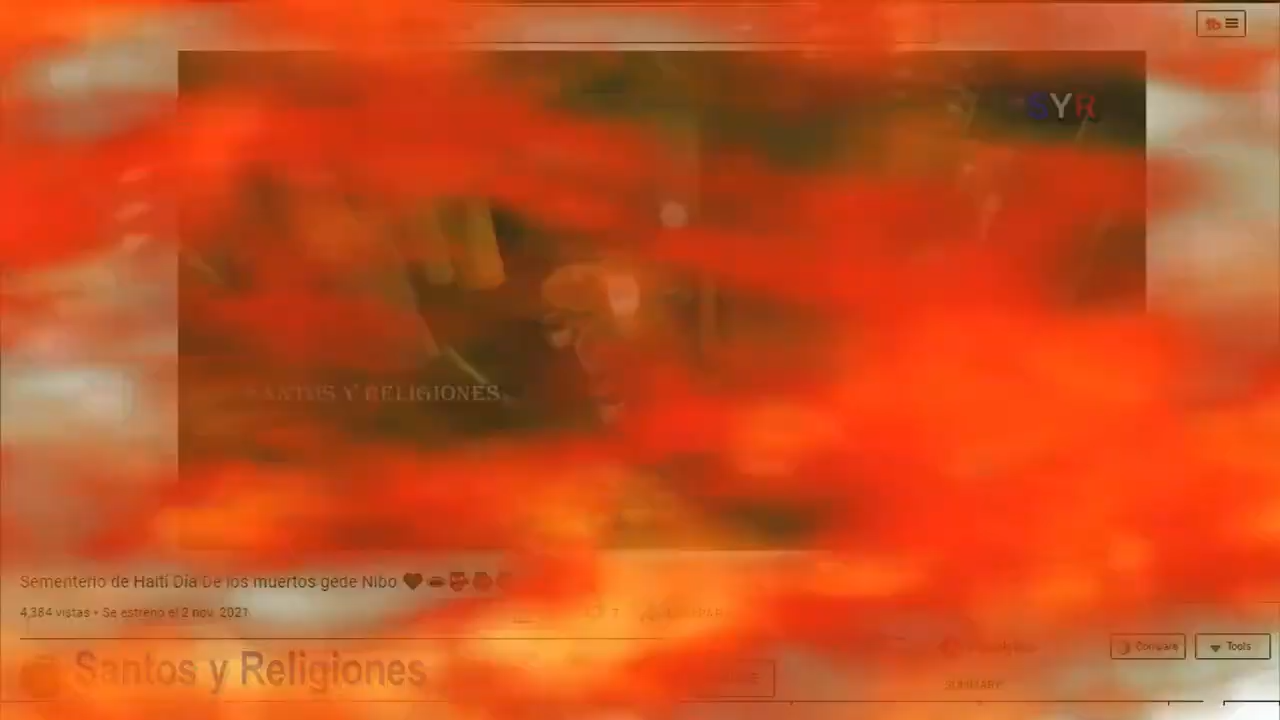 SYR
SANTOS Y RELIGIONES
Sementerio de Haití Día De los muertos gede Nibo
4,384 vistas • Se estrenó el 2 nov. 2021
Santos y Religiones
Compare
Tools
SUMMARY